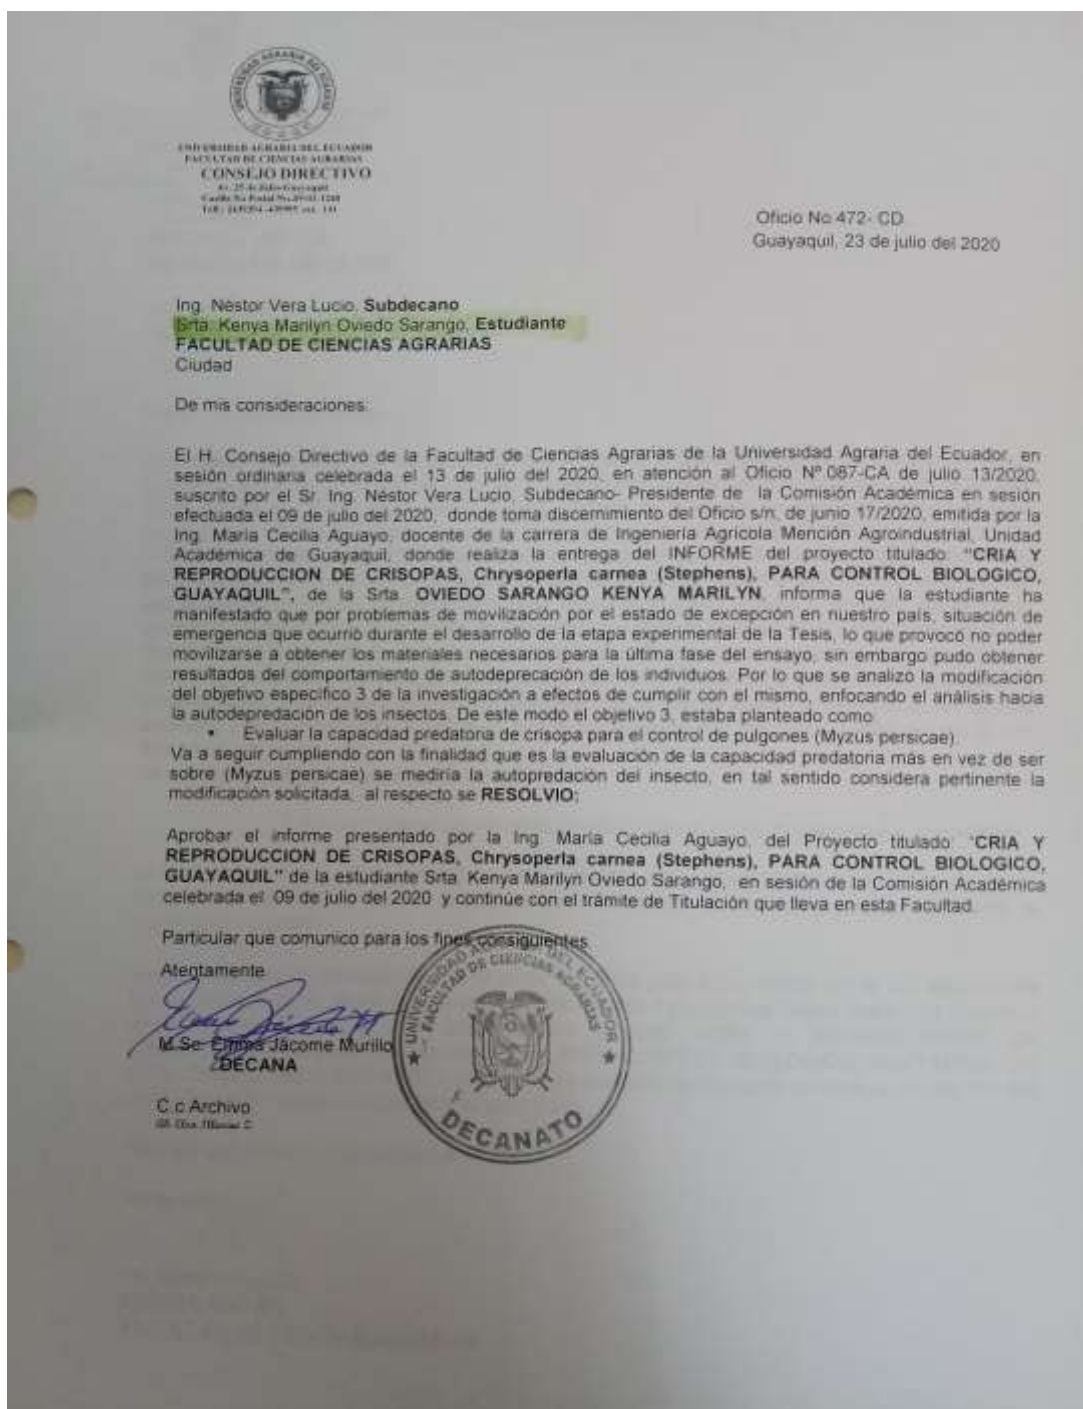 UNIVERSIDAD AGRARIA DEL ECUADOR
FACULTAD DE CIENCIAS AGRARIAS
CONSEJO DIRECTIVO
Av. 25 de Julio-Guayaquil
Oficio No 472- CD
Guayaquil, 23 de julio del 2020
Ing. Néstor Vera Lucio, Subdecano
Srta. Kenya Marilyn Oviedo Sarango, Estudiante
FACULTAD DE CIENCIAS AGRARIAS
Ciudad
De mis consideraciones:
El H. Consejo Directivo de la Facultad de Ciencias Agrarias de la Universidad Agraria del Ecuador, en
sesión ordinaria celebrada el 13 de julio del 2020, en atención al Oficio Nº 087-CA de julio 13/2020,
suscrito por el Sr. Ing. Néstor Vera Lucio, Subdecano- Presidente de la Comisión Académica en sesión
efectuada el 09 de julio del 2020, donde toma discernimiento del Oficio s/n, de junio 17/2020, emitida por la
Ing. María Cecilia Aguayo, docente de la carrera de Ingeniería Agrícola Mención Agroindustrial, Unidad
Académica de Guayaquil, donde realiza la entrega del INFORME del proyecto titulado: "CRIA Y
REPRODUCCION DE CRISOPAS, Chrysoperla carnea (Stephens), PARA CONTROL BIOLOGICO,
GUAYAQUIL", de la Srta. OVIEDO SARANGO KENYA MARILYN, informa que la estudiante ha
manifestado que por problemas de movilización por el estado de excepción en nuestro país, situación de
emergencia que ocurrió durante el desarrollo de la etapa experimental de la Tesis, lo que provocó no poder
movilizarse a obtener los materiales necesarios para la última fase del ensayo, sin embargo pudo obtener
resultados del comportamiento de autodeprecación de los individuos. Por lo que se analizó la modificación
del objetivo especifico 3 de la investigación a efectos de cumplir con el mismo, enfocando el análisis hacia
la autodepredación de los insectos. De este modo el objetivo 3, estaba planteado como
• Evaluar la capacidad predatoria de crisopa para el control de pulgones (Myzus persicae).
Va a seguir cumpliendo con la finalidad que es la evaluación de la capacidad predatoria más en vez de ser
sobre (Myzus persicae) se mediría la autopredación del insecto, en tal sentido considera pertinente la
modificación solicitada, al respecto se RESOLVIO;
Aprobar el informe presentado por la Ing. María Cecilia Aguayo, del Proyecto titulado: "CRIA Y
REPRODUCCION DE CRISOPAS, Chrysoperla carnea (Stephens), PARA CONTROL BIOLOGICO,
GUAYAQUIL" de la estudiante Srta. Kenya Marilyn Oviedo Sarango, en sesión de la Comisión Académica
celebrada el 09 de julio del 2020 y continúe con el trámite de Titulación que lleva en esta Facultad.
Particular que comunico para los fines consiguientes
Atentamente
M.Sc. Emma Jácome Murillo
DECANA
UNIVERSIDAD AGRARIA DEL ECUADOR
FACULTAD DE CIENCIAS AGRARIAS
DECANATO
C.c Archivo